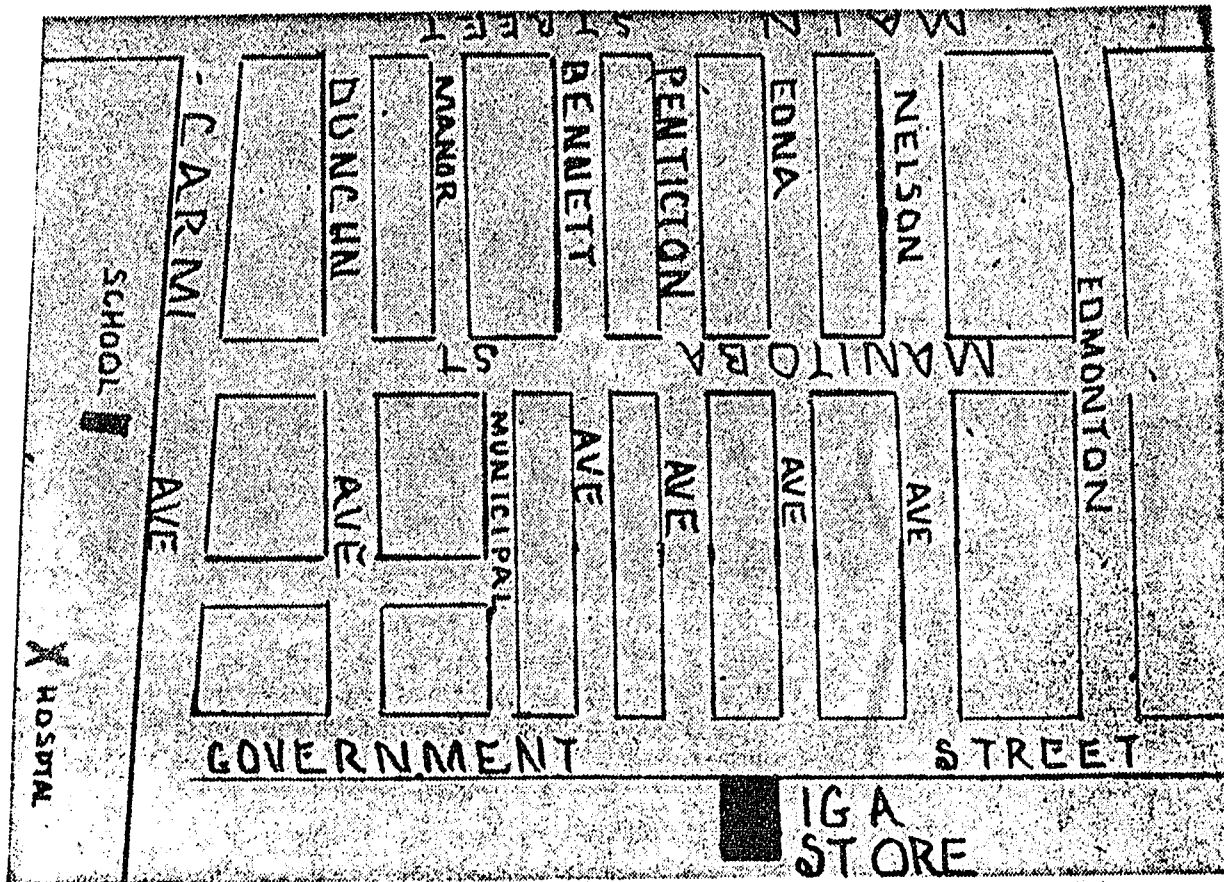 MAIN STREET
CARMI AVE
DUNCAN AVE
MANOR
BENNETT AVE
PENTICTON AVE
EDNA AVE
NELSON AVE
EDMONTON
SCHOOL
MANITOBA ST
MUNICIPAL
X HOSPTAL
GOVERNMENT STREET
IGA
STORE